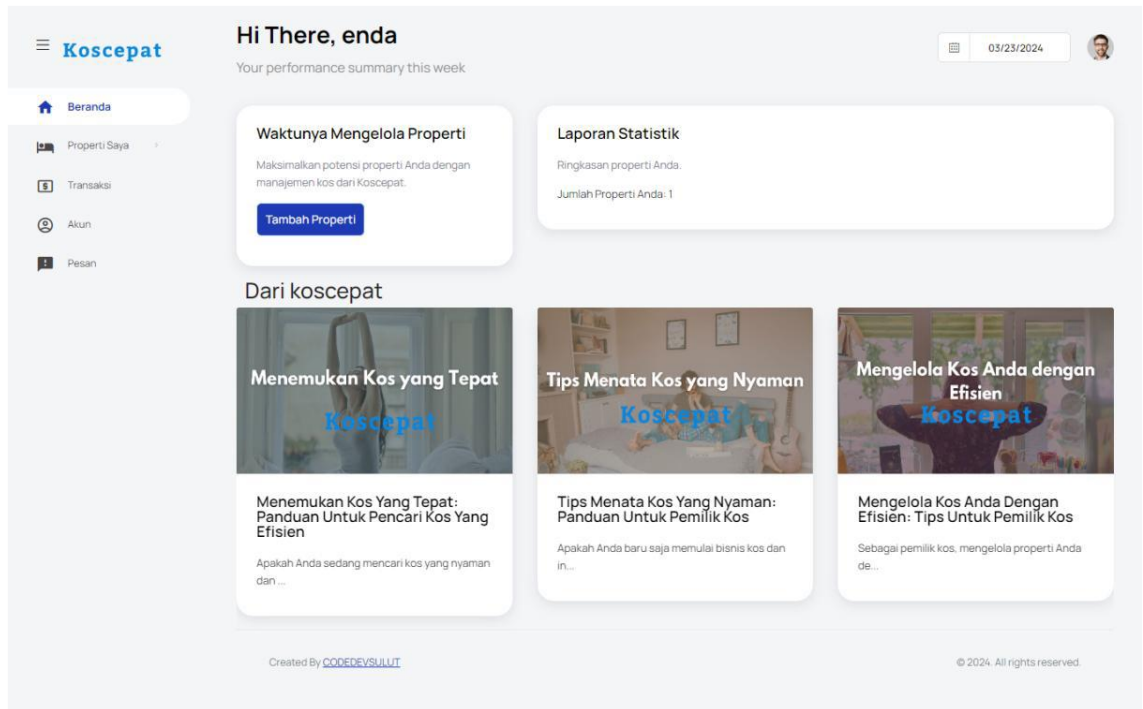 Koscepat
Hi There, enda
Your performance summary this week
03/23/2024
Beranda
Properti Saya
Transaksi
Akun
Pesan
Waktunya Mengelola Properti
Maksimalkan potensi properti Anda dengan
manajemen kos dari Koscepat.
Tambah Properti
Laporan Statistik
Ringkasan properti Anda.
Jumlah Properti Anda: 1
Dari koscepat
Menemukan Kos yang Tepat
Koscepat
Menemukan Kos Yang Tepat:
Panduan Untuk Pencari Kos Yang
Efisien
Apakah Anda sedang mencari kos yang nyaman
dan ...
Tips Menata Kos yang Nyaman
Koscepat
Tips Menata Kos Yang Nyaman:
Panduan Untuk Pemilik Kos
Apakah Anda baru saja memulai bisnis kos dan
in...
Mengelola Kos Anda dengan
Efisien
Koscepat
Mengelola Kos Anda Dengan
Efisien: Tips Untuk Pemilik Kos
Sebagai pemilik kos, mengelola properti Anda
de...
Created By CODEDEVSULUT
© 2024. All rights reserved.